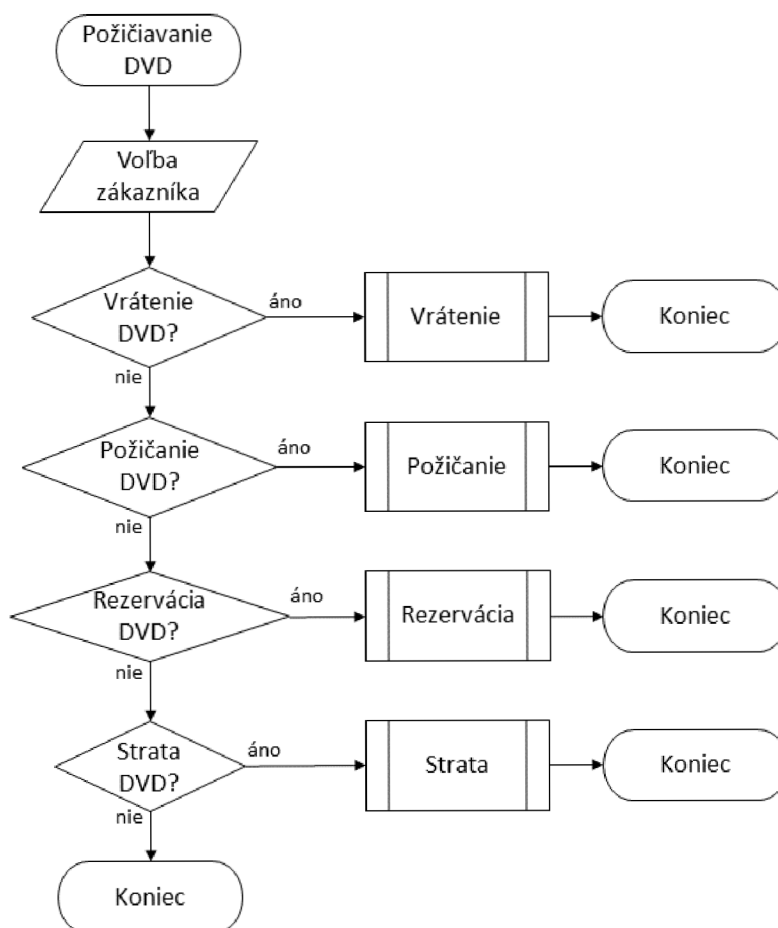 Požičiavanie
DVD
Voľba
zákazníka
Vrátenie
DVD?
áno
Vrátenie
Koniec
nie
Požičanie
DVD?
áno
Požičanie
Koniec
nie
Rezervácia
DVD?
áno
Rezervácia
Koniec
nie
Strata
DVD?
áno
Strata
Koniec
nie
Koniec